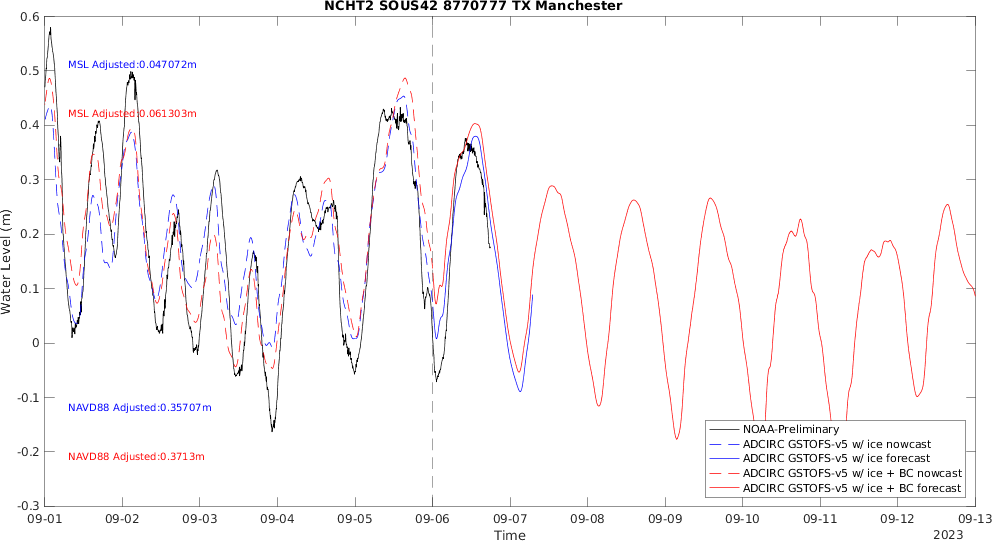 NCHT2 SOUS42 8770777 TX Manchester
0.6
0.5
0.4
0.3
0.2
0.1
0
-0.1
-0.2
-0.3
Water Level (m)
MSL Adjusted:0.047072m
MSL Adjusted:0.061303m
NAVD88 Adjusted:0.35707m
NAVD88 Adjusted:0.3713m
NOAA-Preliminary
ADCIRC GSTOFS-v5 w/ ice nowcast
ADCIRC GSTOFS-v5 w/ ice forecast
ADCIRC GSTOFS-v5 w/ ice + BC nowcast
ADCIRC GSTOFS-v5 w/ ice + BC forecast
09-01 09-02 09-03 09-04 09-05 09-06 09-07 09-08 09-09 09-10 09-11 09-12 09-13
Time
2023